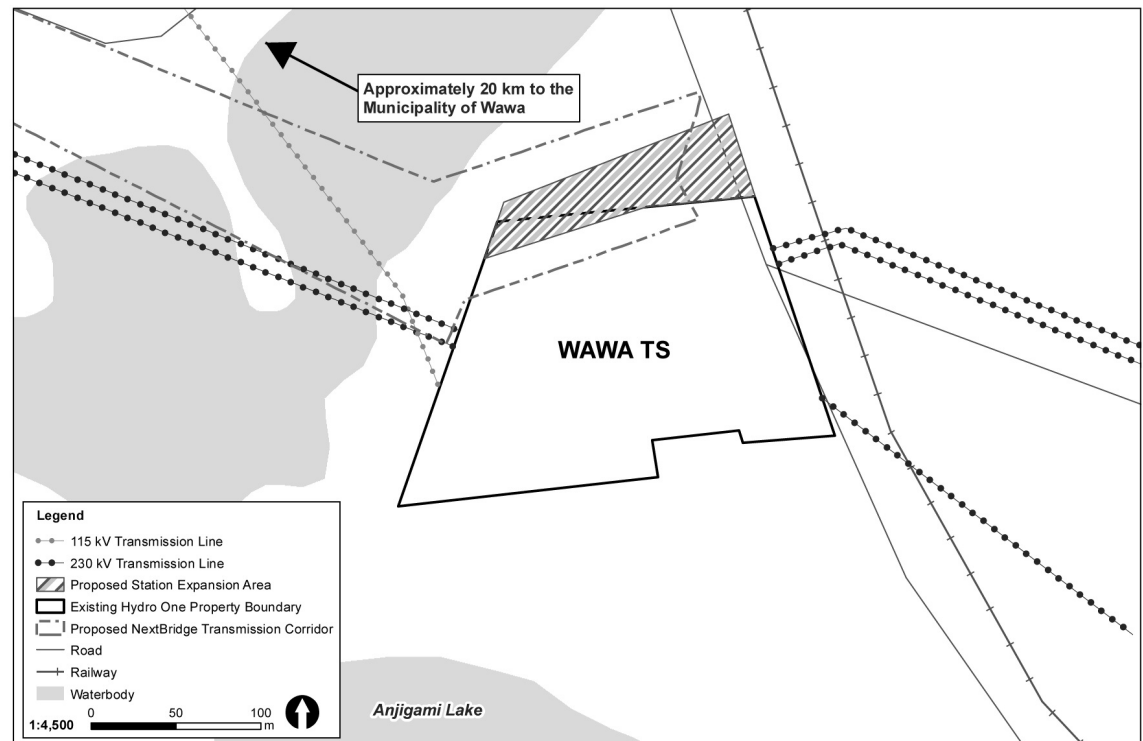 Approximately 20 km to the
Municipality of Wawa
WAWA TS
Legend
115 kV Transmission Line
230 kV Transmission Line
Proposed Station Expansion Area
Existing Hydro One Property Boundary
Proposed NextBridge Transmission Corridor
Road
Railway
Waterbody
0 50 100
1:4,500 m
Anjigami Lake